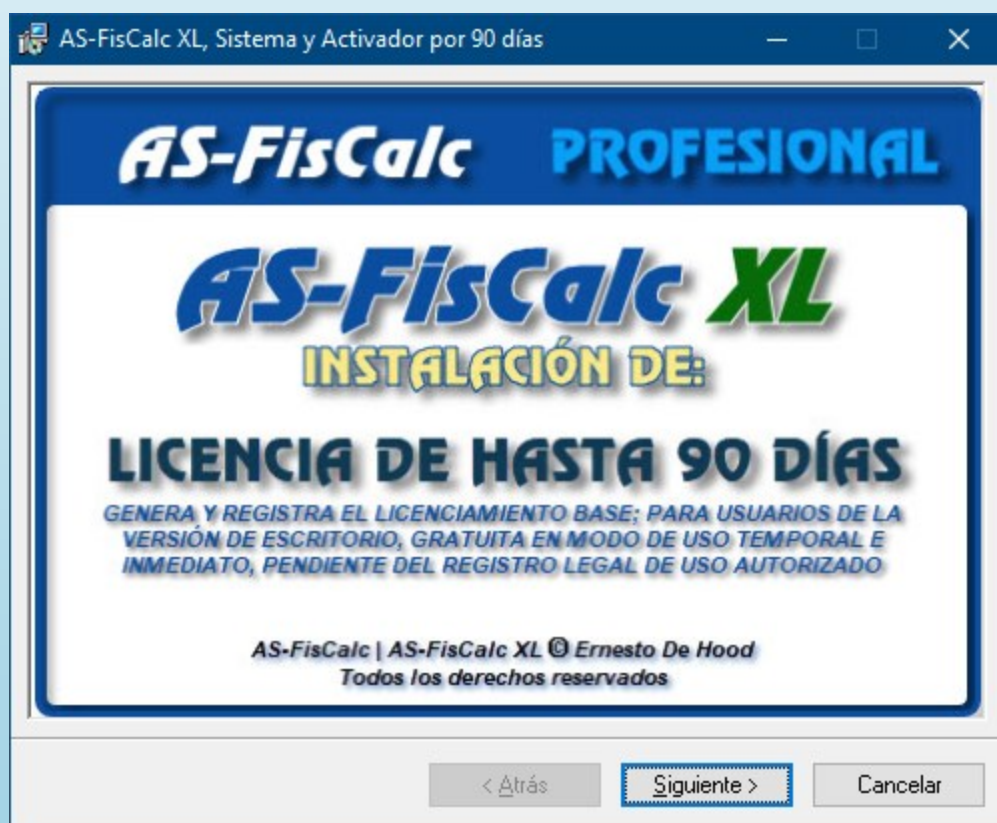 AS-FisCalc XL, Sistema y Activador por 90 días
AS-FisCalc PROFESIONAL
AS-FisCalc XL
INSTALACIÓN DE:
LICENCIA DE HASTA 90 DÍAS
GENERA Y REGISTRA EL LICENCIAMIENTO BASE; PARA USUARIOS DE LA
VERSIÓN DE ESCRITORIO, GRATUITA EN MODO DE USO TEMPORAL E
INMEDIATO, PENDIENTE DEL REGISTRO LEGAL DE USO AUTORIZADO
AS-FisCalc | AS-FisCalc XL © Ernesto De Hood
Todos los derechos reservados
< Atrás Siguiente > Cancelar